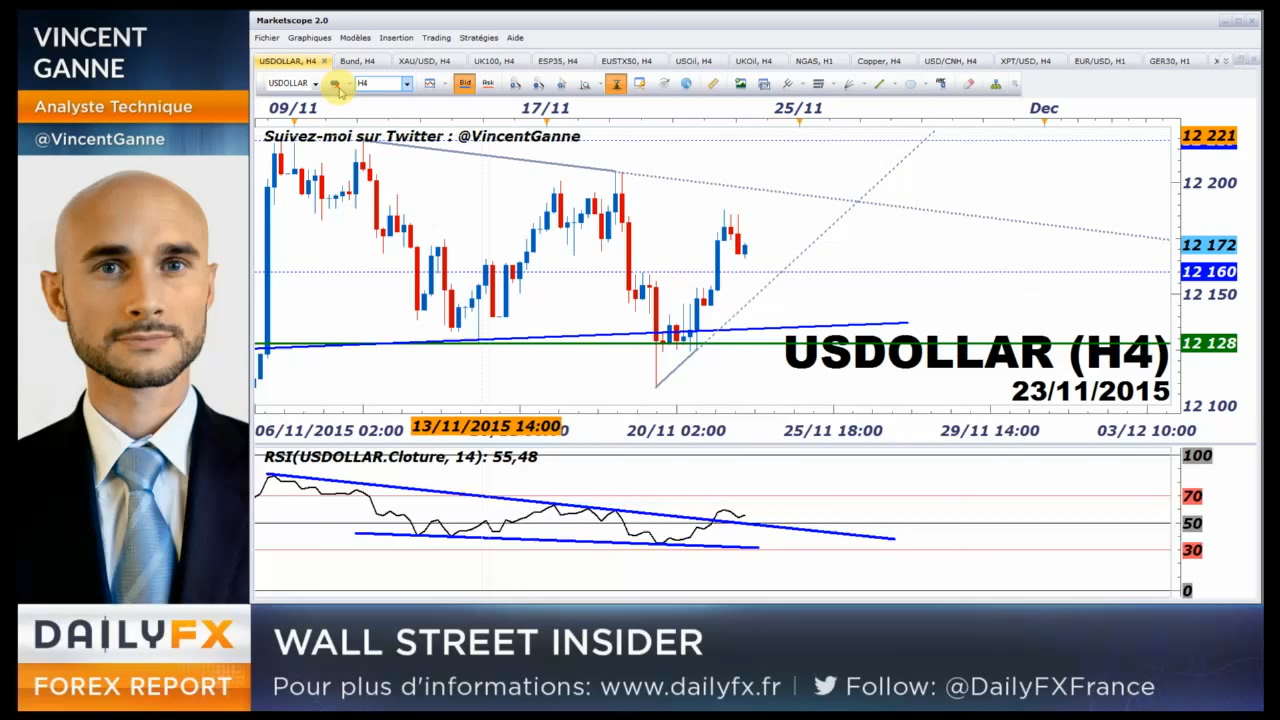 VINCENT
GANNE
Analyste Technique
@VincentGanne
Marketscope 2.0
Fichier Graphiques Modèles Insertion Trading Stratégies Aide
USDOLLAR, H4 Bund, H4 XAU/USD, H4 UK100, H4 ESP35, H4 EUSTX50, H4 USOil, H4 UKOil, H4 NGAS, H1 Copper, H4 USD/CNH, H4 XPT/USD, H4 EUR/USD, H1 GER30, H1
USDOLLAR H4 Bid Ask
09/11 17/11 25/11 Dec
Suivez-moi sur Twitter : @VincentGanne
12 221
12 200
12 172
12 160
12 150
12 128
12 100
USDOLLAR (H4)
23/11/2015
06/11/2015 02:00 13/11/2015 14:00 20/11 02:00 25/11 18:00 29/11 14:00 03/12 10:00
RSI(USDOLLAR.Cloture, 14): 55,48
100
70
50
30
0
DAILYFX
FOREX REPORT
WALL STREET INSIDER
Pour plus d'informations: www.dailyfx.fr | Follow: @DailyFXFrance